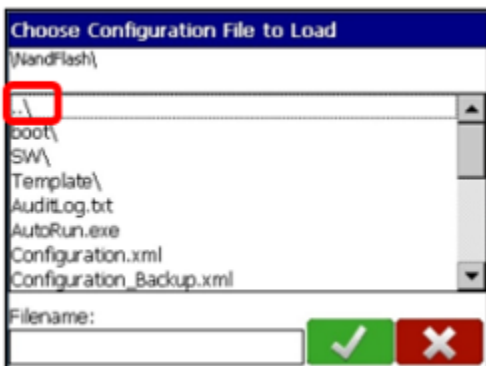 Choose Configuration File to Load
\NandFlash\
..\
boot\
SW\
Template\
AuditLog.txt
AutoRun.exe
Configuration.xml
Configuration_Backup.xml
Filename: